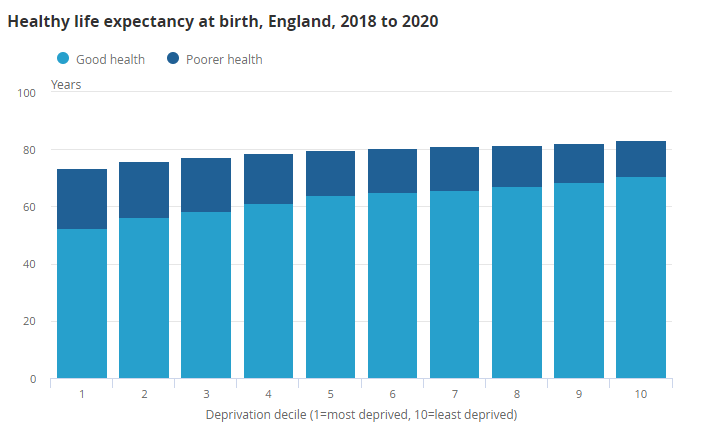 Healthy life expectancy at birth, England, 2018 to 2020
Good health Poorer health
Years
100
80
60
40
20
0
1 2 3 4 5 6 7 8 9 10
Deprivation decile (1=most deprived, 10=least deprived)